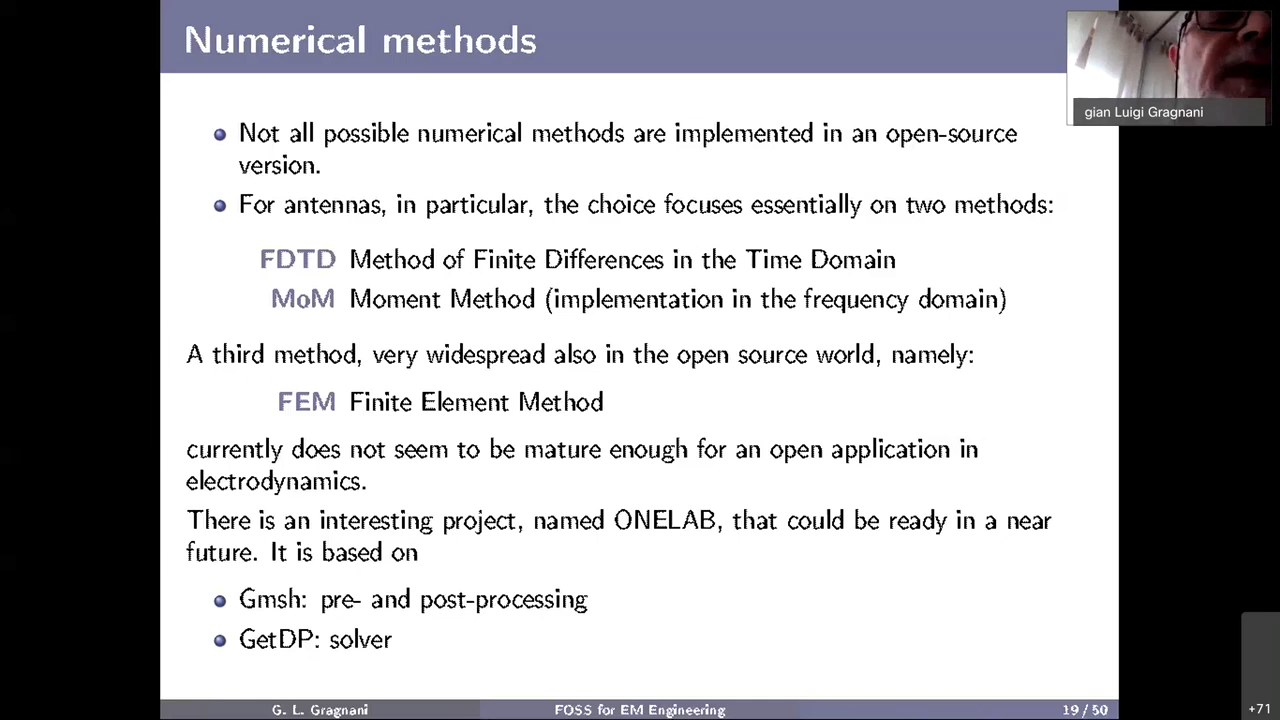 Numerical methods
gian Luigi Gragnani
Not all possible numerical methods are implemented in an open-source
version.
For antennas, in particular, the choice focuses essentially on two methods:
FDTD Method of Finite Differences in the Time Domain
MoM Moment Method (implementation in the frequency domain)
A third method, very widespread also in the open source world, namely:
FEM Finite Element Method
currently does not seem to be mature enough for an open application in
electrodynamics.
There is an interesting project, named ONELAB, that could be ready in a near
future. It is based on
Gmsh: pre- and post-processing
GetDP: solver
G. L. Gragnani FOSS for EM Engineering 19 / 50
+71